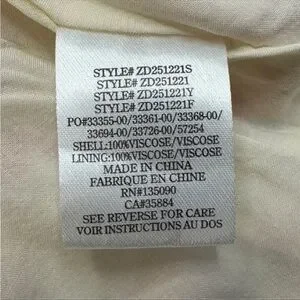 STYLE# ZD251221S
STYLE# ZD251221
STYLE# ZD251221Y
STYLE# ZD251221F
PO#33355-00/33361-00/33368-00/
33694-00/33726-00/57254
SHELL:100%VISCOSE/VISCOSE
LINING:100%VISCOSE/VISCOSE
MADE IN CHINA
FABRIQUE EN CHINE
RN#135090
CA#35884
SEE REVERSE FOR CARE
VOIR INSTRUCTIONS AU DOS